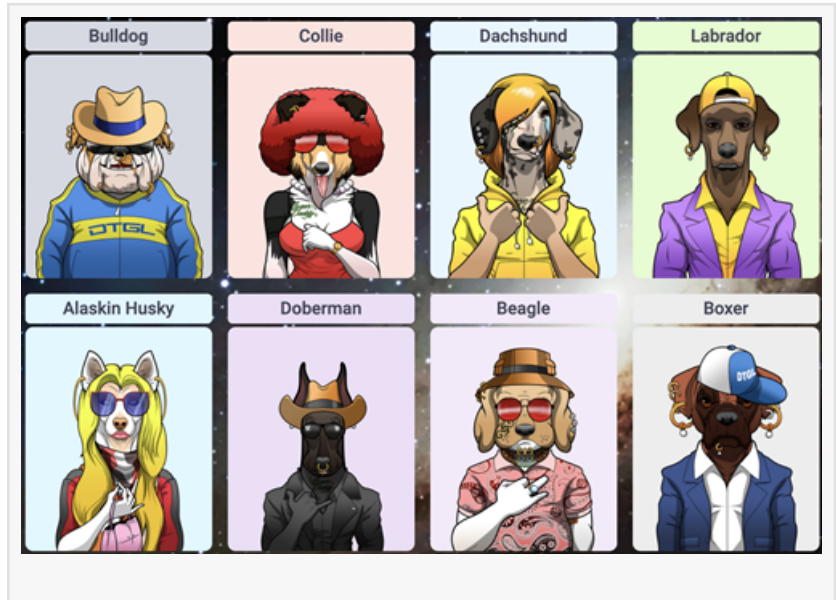 Bulldog
Collie
Dachshund
Labrador
DTGL
Alaskin Husky
Doberman
Beagle
Boxer
DTGL